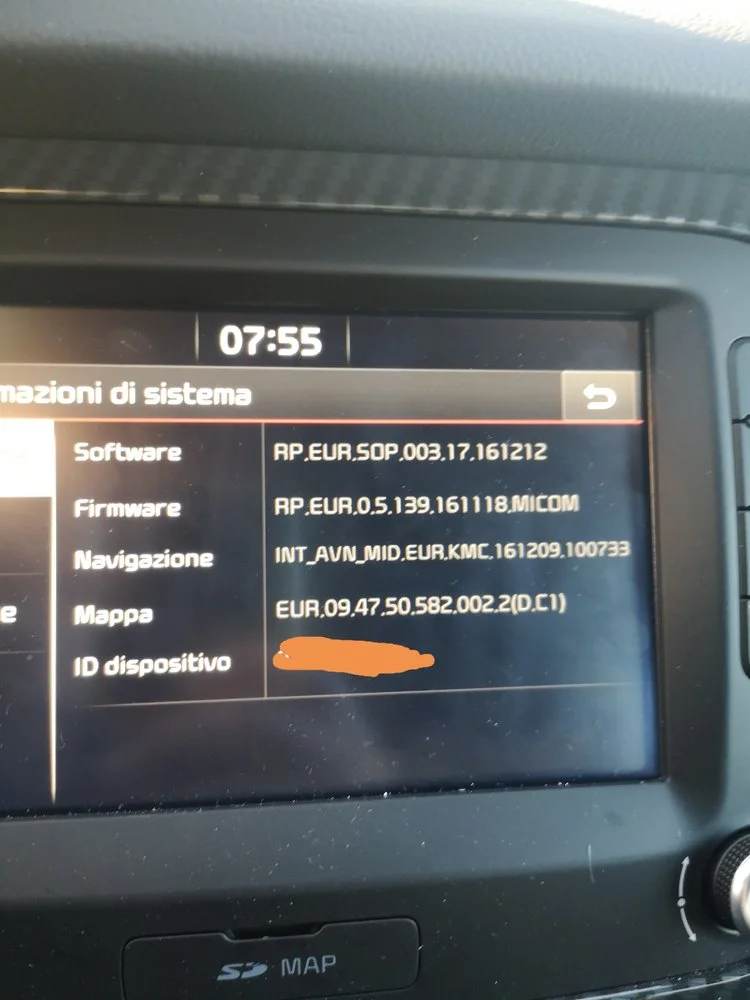 07:55
mazioni di sistema
Software RP.EUR.SOP.003.17.161212
Firmware RP.EUR.0.5.139.161118.MICOM
Navigazione INT_AVN_MID.EUR.KMC.161209.100733
e Mappa EUR.09.47.50.582.002.2(D.C1)
ID dispositivo
SD MAP